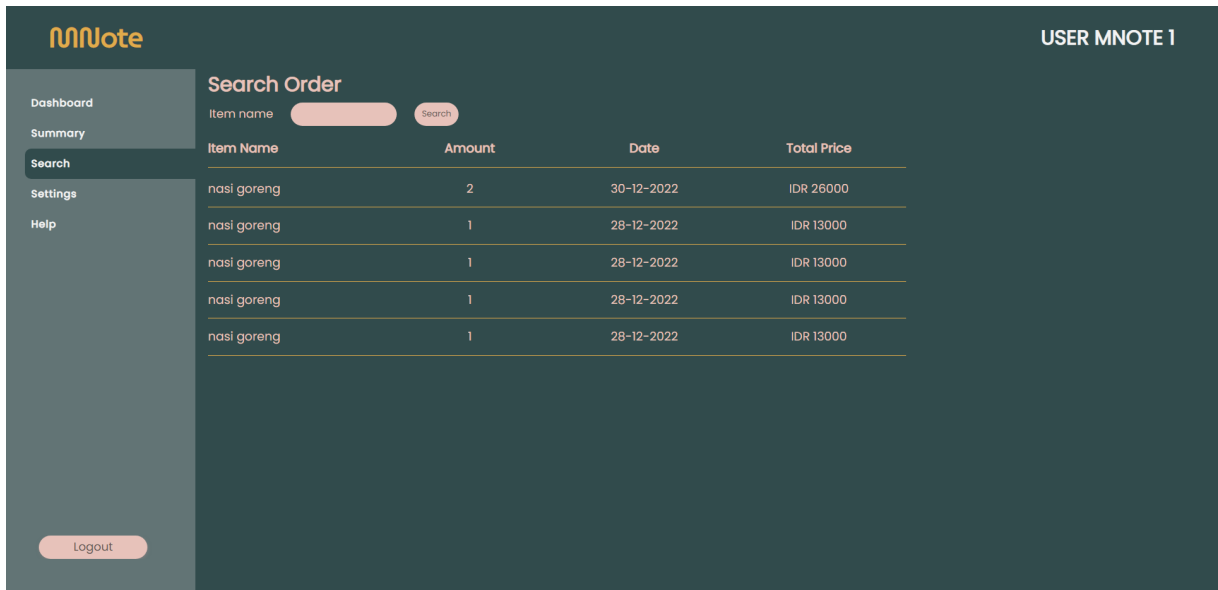 MNote
USER MNOTE 1
Dashboard
Summary
Search
Settings
Help
Logout
Search Order
Item name Search
Item Name Amount Date Total Price
nasi goreng 2 30-12-2022 IDR 26000
nasi goreng 1 28-12-2022 IDR 13000
nasi goreng 1 28-12-2022 IDR 13000
nasi goreng 1 28-12-2022 IDR 13000
nasi goreng 1 28-12-2022 IDR 13000